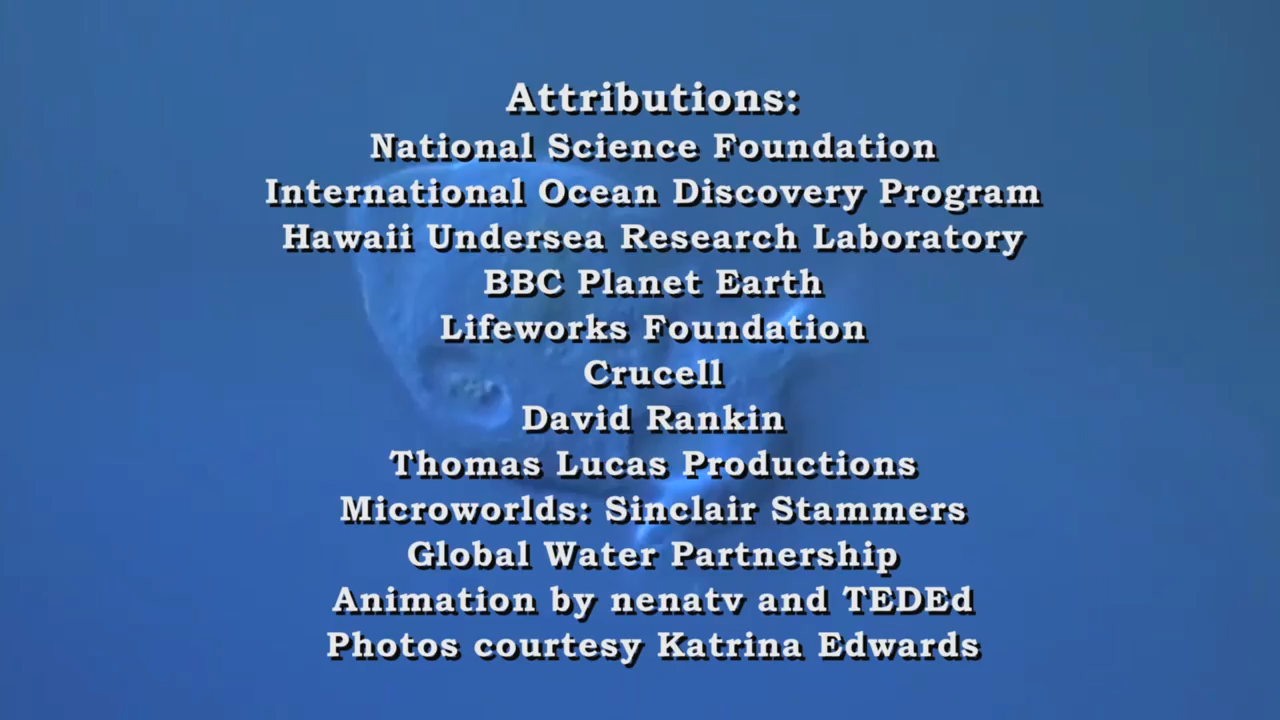 Attributions:
National Science Foundation
International Ocean Discovery Program
Hawaii Undersea Research Laboratory
BBC Planet Earth
Lifeworks Foundation
Crucell
David Rankin
Thomas Lucas Productions
Microworlds: Sinclair Stammers
Global Water Partnership
Animation by nenatv and TEDEd
Photos courtesy Katrina Edwards